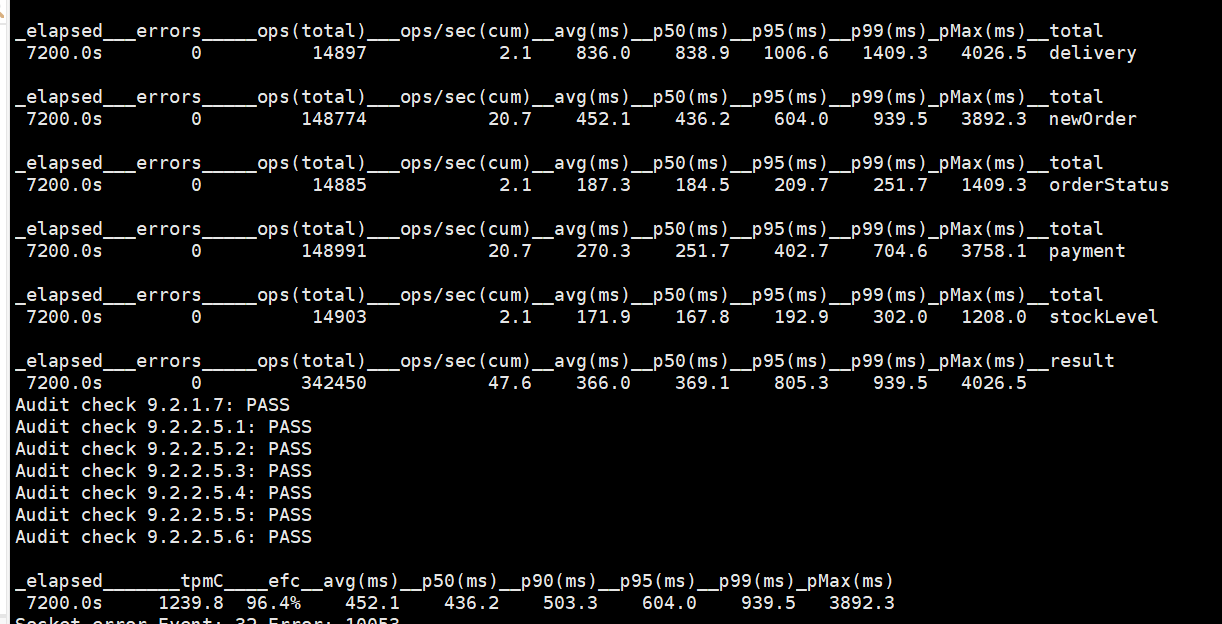 _elapsed___errors_____ops(total)___ops/sec(cum)__avg(ms)__p50(ms)__p95(ms)__p99(ms)_pMax(ms)__total
7200.0s        0          14897            2.1    836.0    838.9   1006.6   1409.3   4026.5  delivery
_elapsed___errors_____ops(total)___ops/sec(cum)__avg(ms)__p50(ms)__p95(ms)__p99(ms)_pMax(ms)__total
7200.0s        0         148774           20.7    452.1    436.2    604.0    939.5   3892.3  newOrder
_elapsed___errors_____ops(total)___ops/sec(cum)__avg(ms)__p50(ms)__p95(ms)__p99(ms)_pMax(ms)__total
7200.0s        0          14885            2.1    187.3    184.5    209.7    251.7   1409.3  orderStatus
_elapsed___errors_____ops(total)___ops/sec(cum)__avg(ms)__p50(ms)__p95(ms)__p99(ms)_pMax(ms)__total
7200.0s        0         148991           20.7    270.3    251.7    402.7    704.6   3758.1  payment
_elapsed___errors_____ops(total)___ops/sec(cum)__avg(ms)__p50(ms)__p95(ms)__p99(ms)_pMax(ms)__total
7200.0s        0          14903            2.1    171.9    167.8    192.9    302.0   1208.0  stockLevel
_elapsed___errors_____ops(total)___ops/sec(cum)__avg(ms)__p50(ms)__p95(ms)__p99(ms)_pMax(ms)__result
7200.0s        0         342450           47.6    366.0    369.1    805.3    939.5   4026.5
Audit check 9.2.1.7: PASS
Audit check 9.2.2.5.1: PASS
Audit check 9.2.2.5.2: PASS
Audit check 9.2.2.5.3: PASS
Audit check 9.2.2.5.4: PASS
Audit check 9.2.2.5.5: PASS
Audit check 9.2.2.5.6: PASS
_elapsed_______tpmC____efc__avg(ms)__p50(ms)__p90(ms)__p95(ms)__p99(ms)_pMax(ms)
7200.0s     1239.8  96.4%    452.1    436.2    503.3    604.0    939.5   3892.3
Socket error Event: 32 Error: 10053